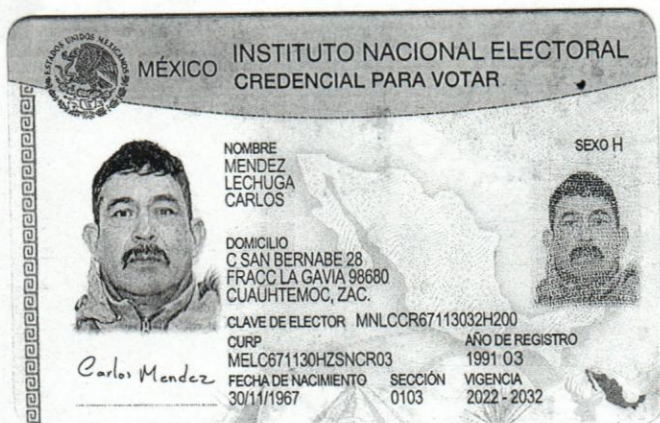 ESTADOS UNIDOS MEXICANOS
MÉXICO
INSTITUTO NACIONAL ELECTORAL
CREDENCIAL PARA VOTAR
NOMBRE
MENDEZ
LECHUGA
CARLOS
SEXO H
DOMICILIO
C SAN BERNABE 28
FRACC LA GAVIA 98680
CUAUHTEMOC, ZAC.
CLAVE DE ELECTOR MNLCCR67113032H200
CURP
MELC671130HZSNCR03
AÑO DE REGISTRO
1991 03
FECHA DE NACIMIENTO
30/11/1967
SECCIÓN
0103
VIGENCIA
2022 - 2032
Carlos Mendez